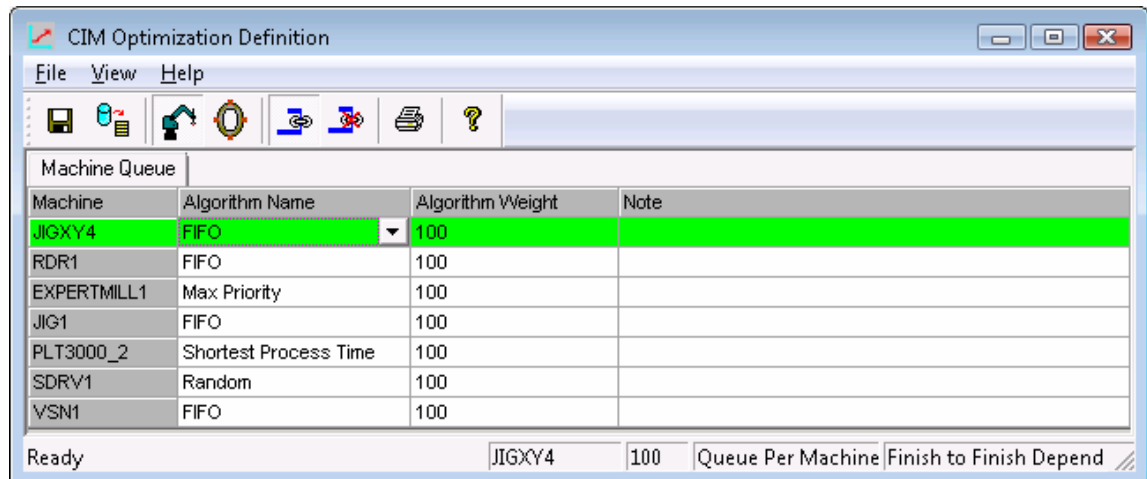 CIM Optimization Definition
File View Help
Machine Queue
Machine Algorithm Name Algorithm Weight Note
JIGXY4 FIFO 100
RDR1 FIFO 100
EXPERTMILL1 Max Priority 100
JIG1 FIFO 100
PLT3000_2 Shortest Process Time 100
SDRV1 Random 100
VSN1 FIFO 100
Ready JIGXY4 100 Queue Per Machine Finish to Finish Depend